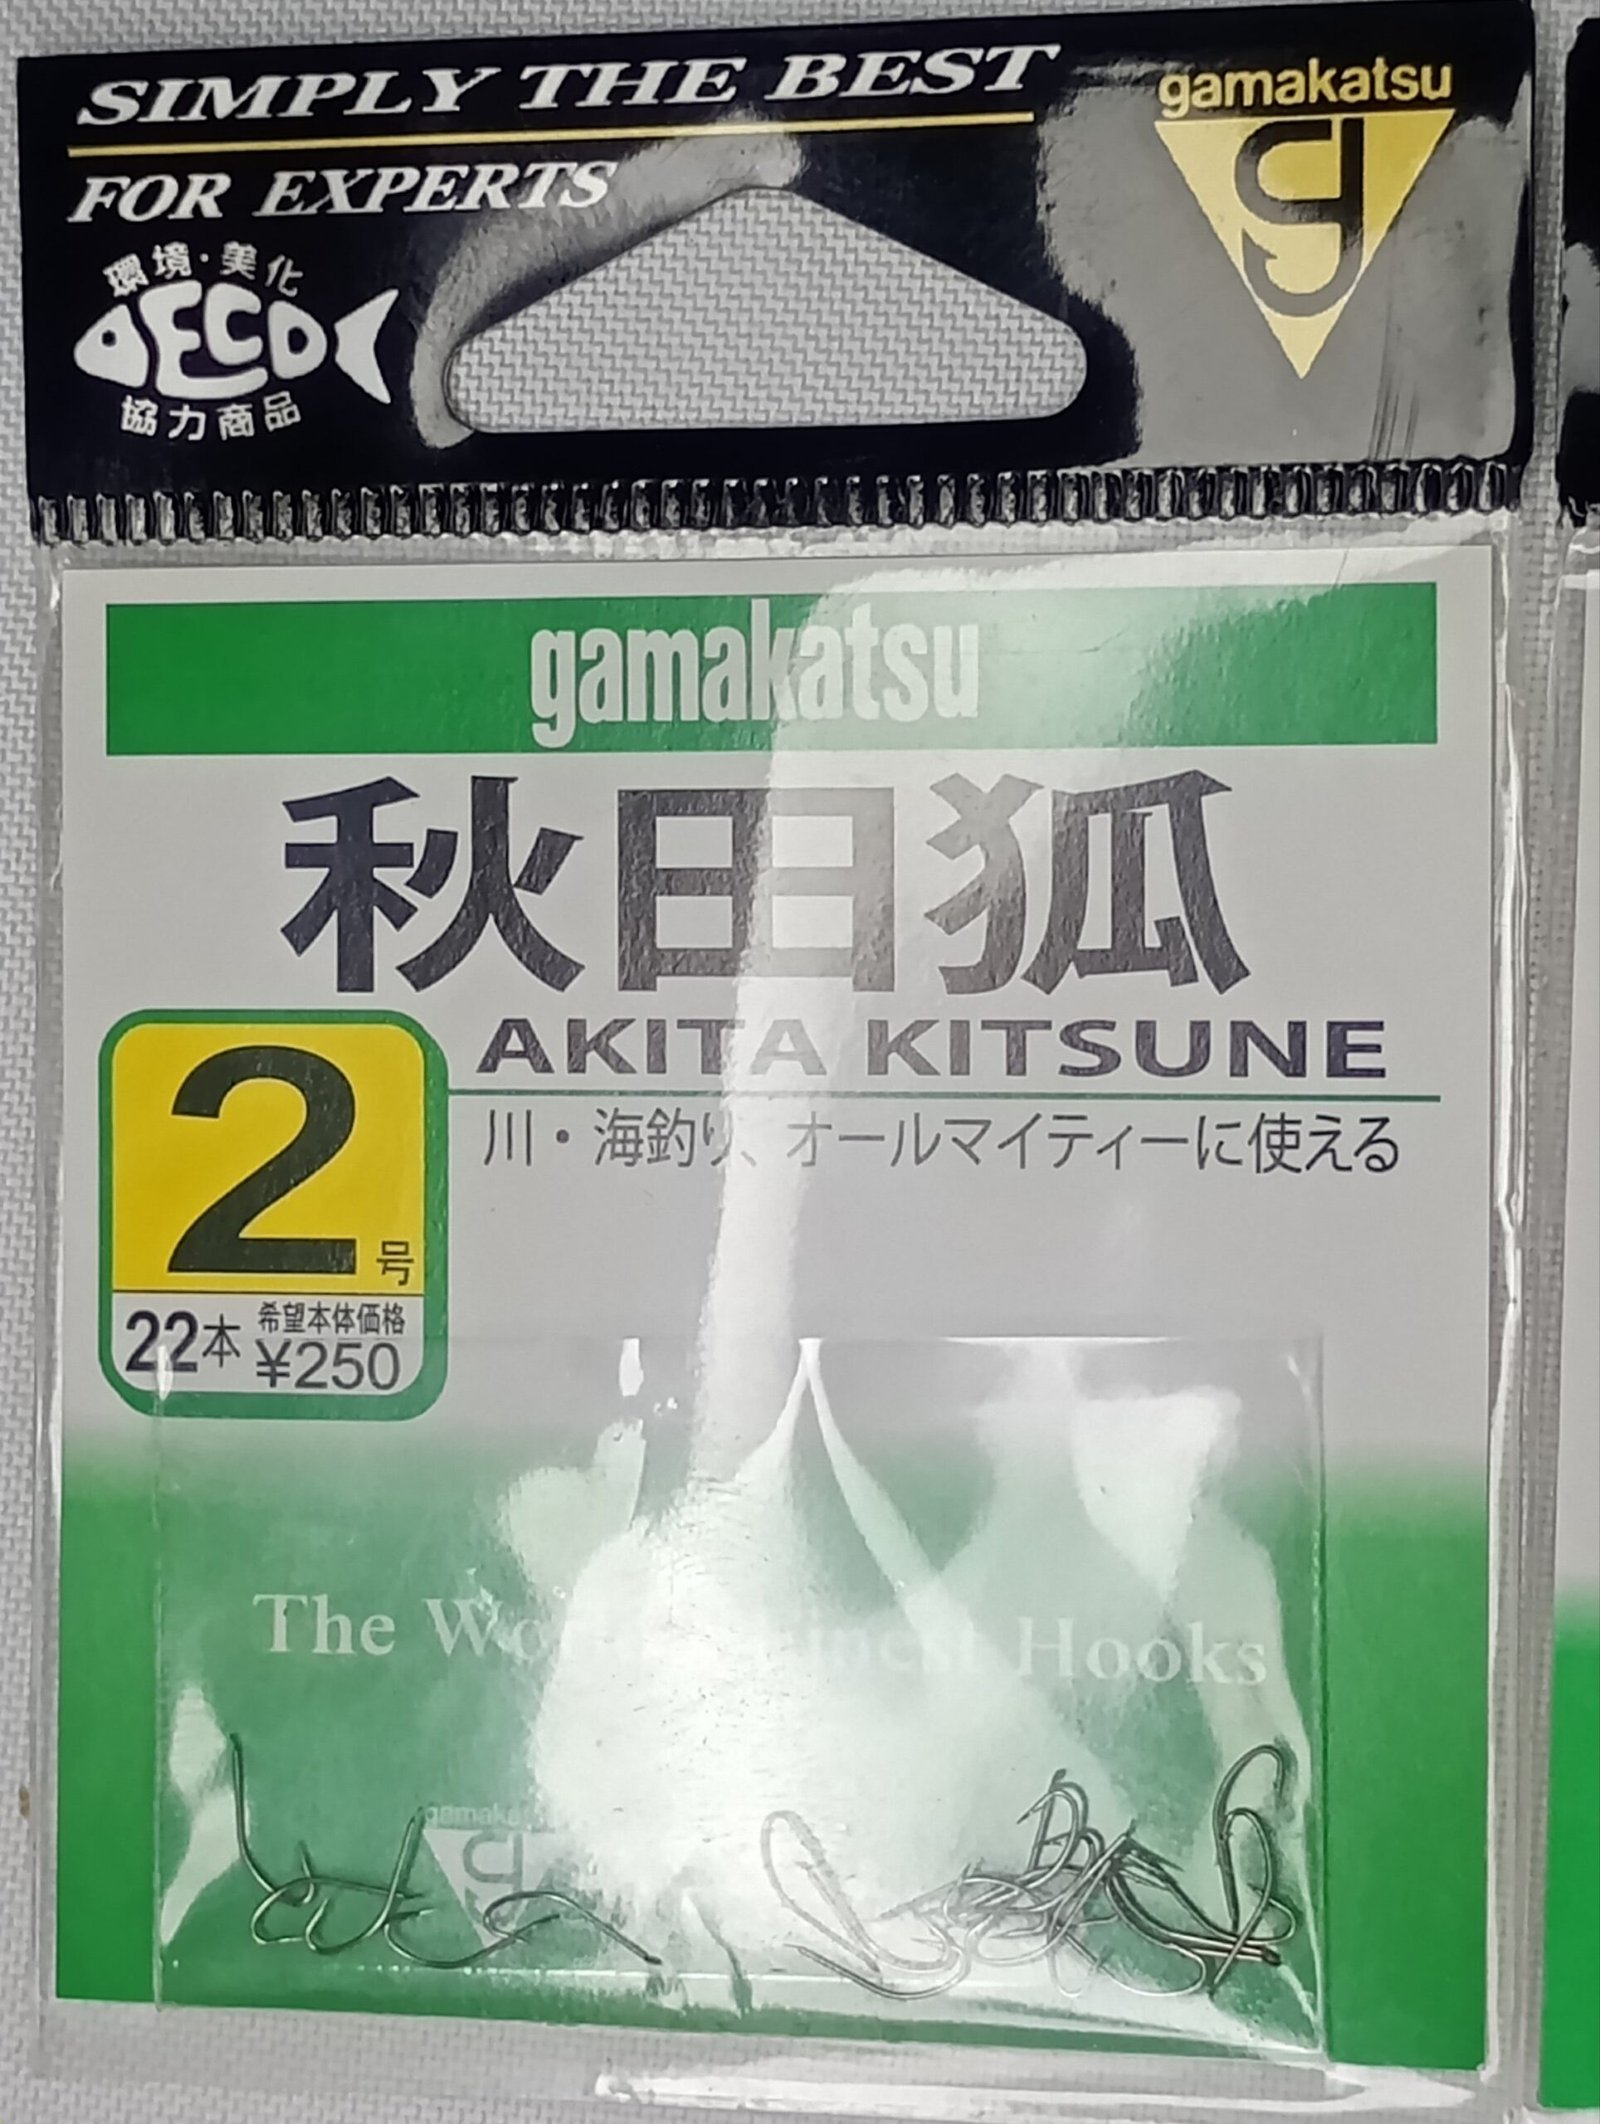 SIMPLY THE BEST
FOR EXPERTS
gamakatsu
環境・美化
ECO
協力商品
gamakatsu
秋田狐
AKITA KITSUNE
川・海釣り、オールマイティーに使える
2号
22本 希望本体価格
¥250
The Hooks